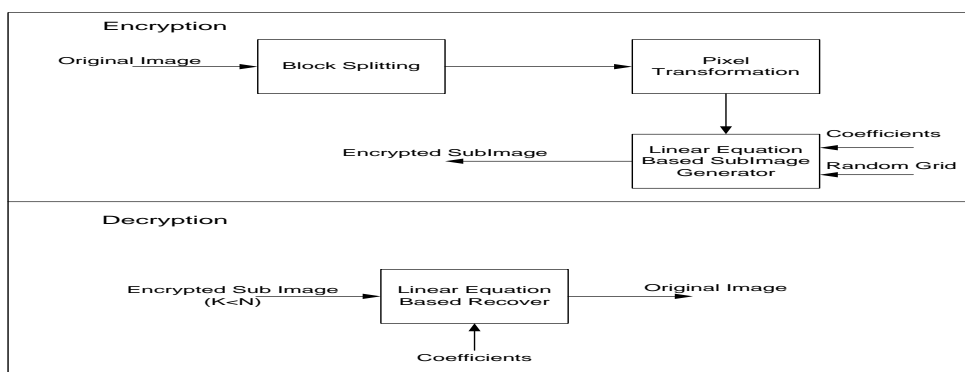 Encryption
Original Image
Block Splitting
Pixel
Transformation
Coefficients
Encrypted SubImage
Linear Equation
Based SubImage
Generator
Random Grid
Decryption
Encrypted Sub Image
(K<N)
Linear Equation
Based Recover
Original Image
Coefficients